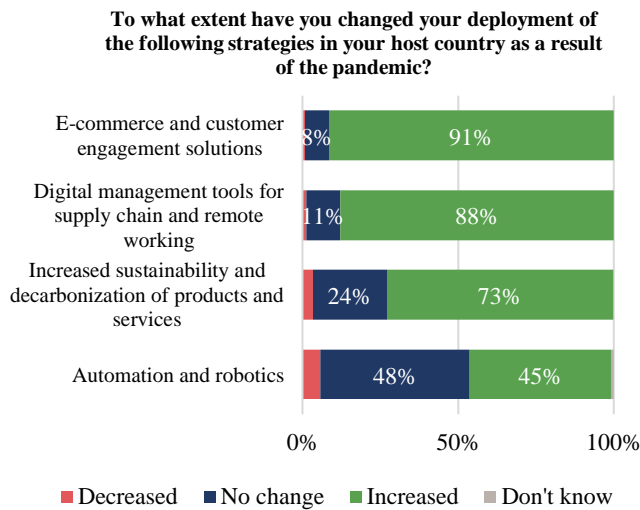 To what extent have you changed your deployment of
the following strategies in your host country as a result
of the pandemic?
E-commerce and customer
engagement solutions
8%
91%
Digital management tools for
supply chain and remote
working
11%
88%
Increased sustainability and
decarbonization of products and
services
24%
73%
Automation and robotics
48%
45%
0%
50%
100%
Decreased
No change
Increased
Don't know